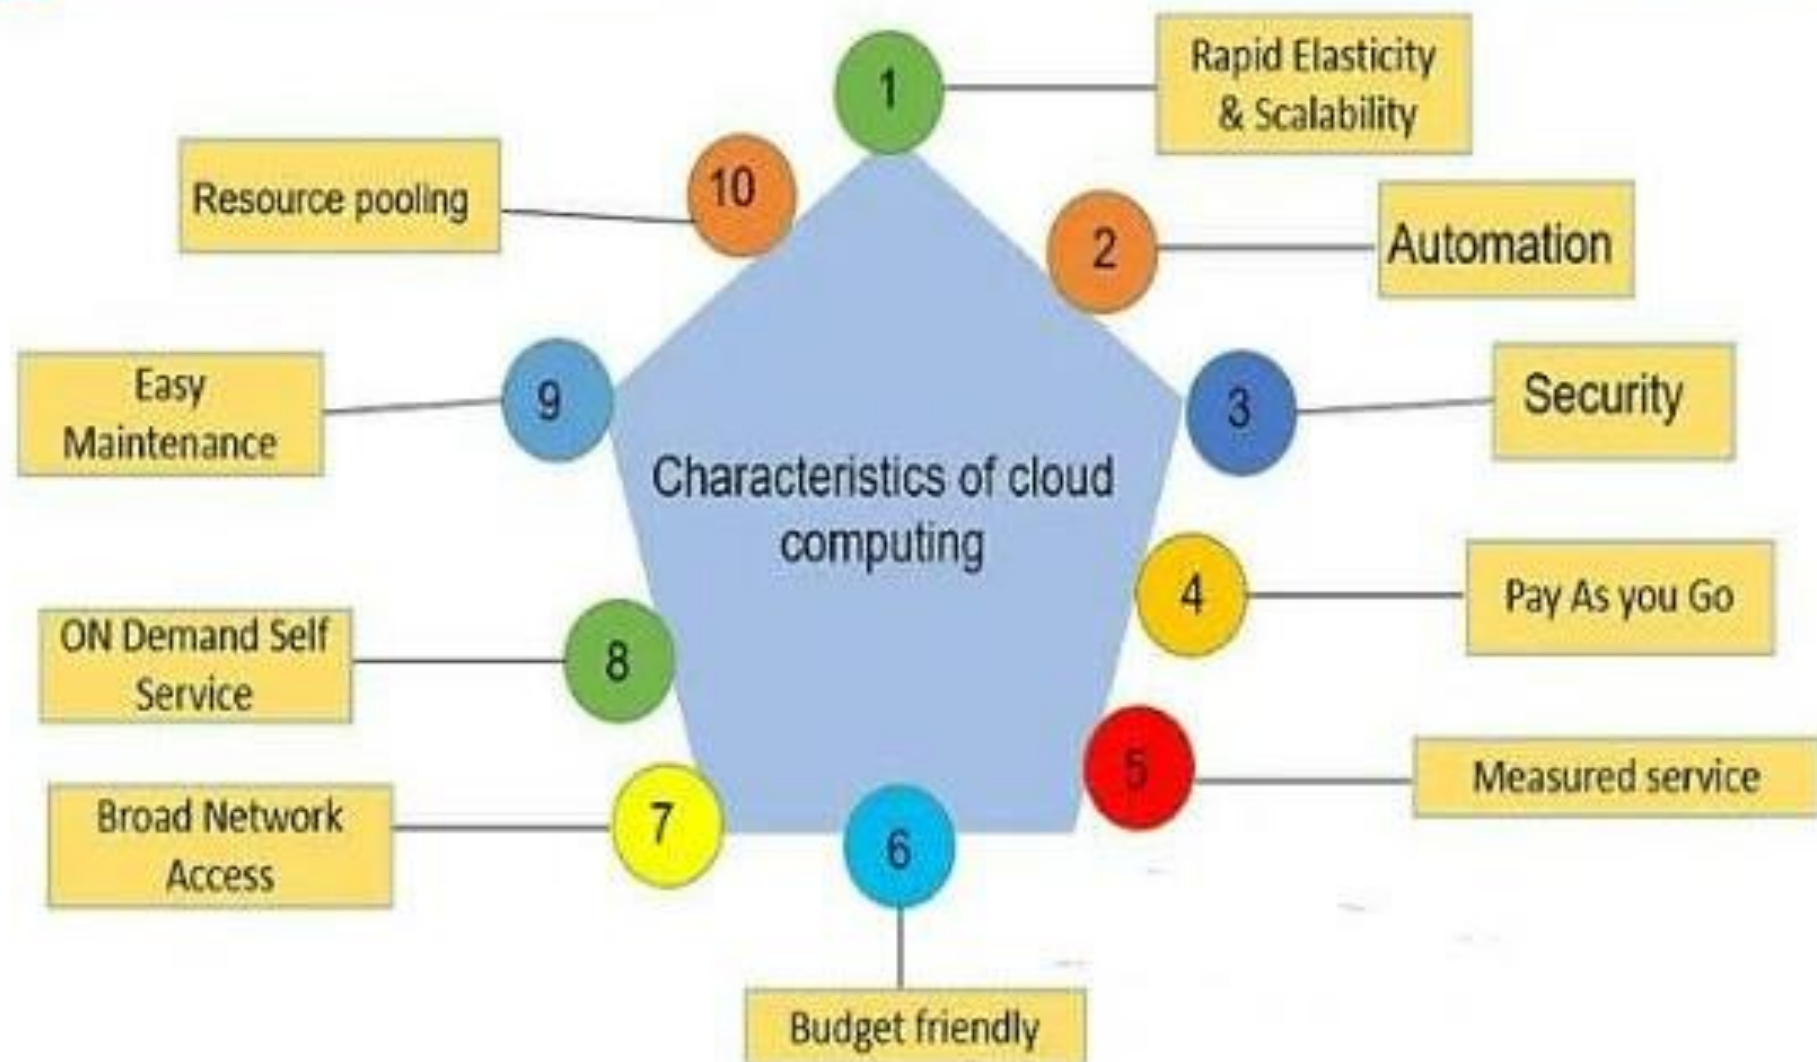 1
Rapid Elasticity
& Scalability
2
Automation
3
Security
4
Pay As you Go
5
Measured service
6
Budget friendly
7
Broad Network
Access
8
ON Demand Self
Service
9
Easy
Maintenance
10
Resource pooling
Characteristics of cloud
computing